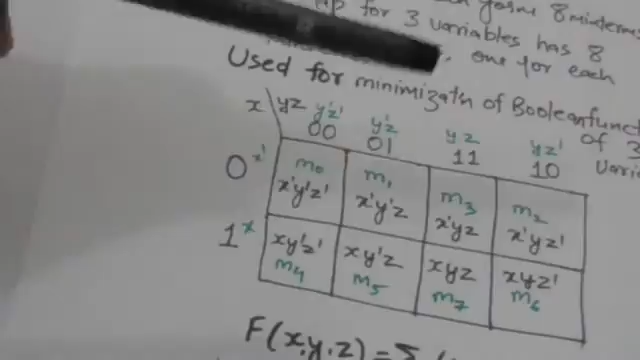 for 3 variables has 8
one for each
Used for minimizatn of Boolean funct
of 3
x yz y'z' y'z yz yz'
00 01 11 10
0 x' m0 m1 m3 m2
x'y'z' x'y'z x'yz x'yz'
1 x xy'z' xy'z xyz xyz'
m4 m5 m7 m6
F(x,y,z) = Σ